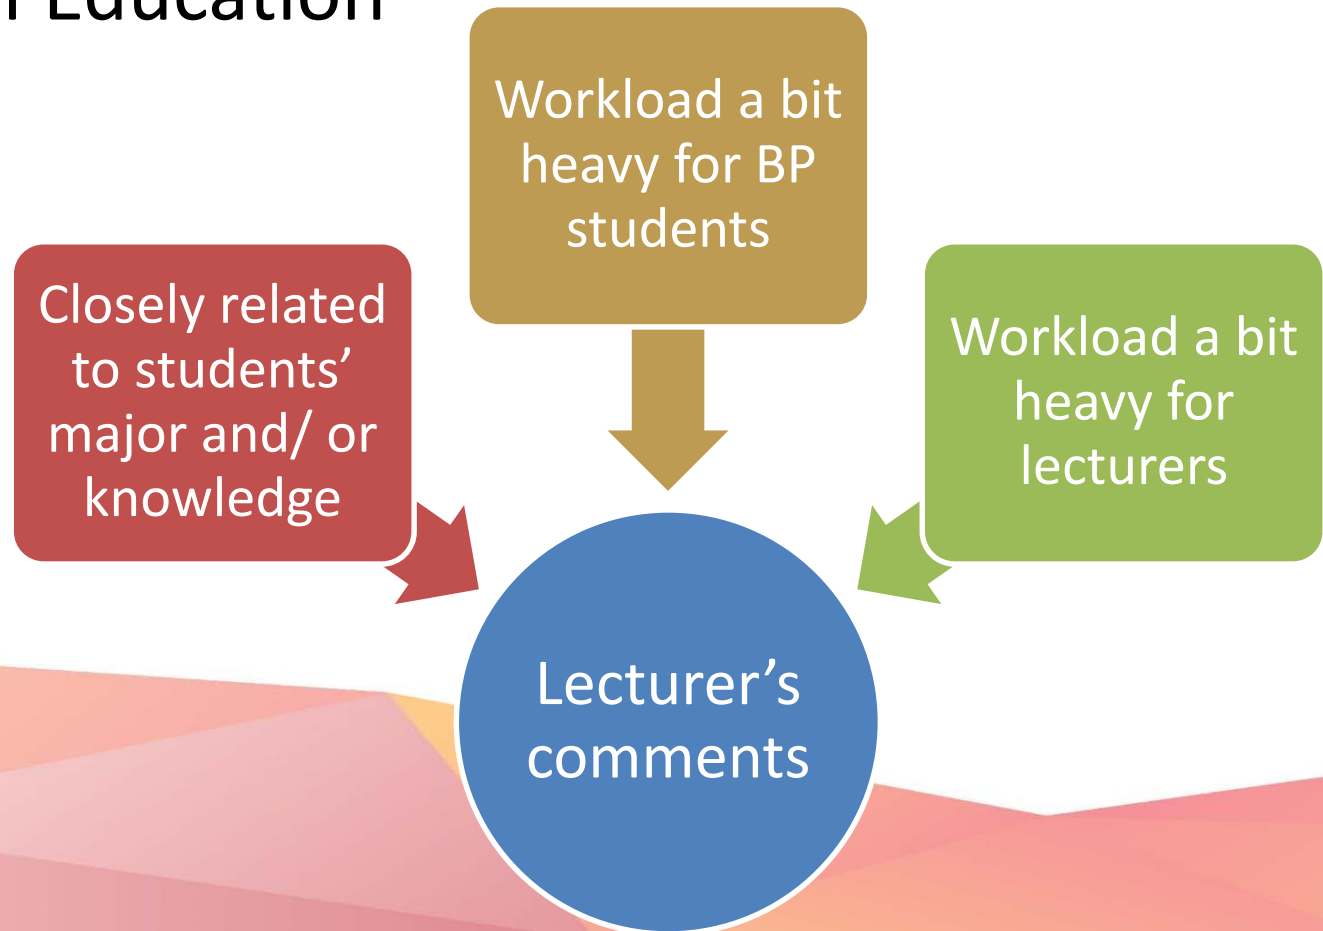 Education
Workload a bit
heavy for BP
students
Closely related
to students’
major and/ or
knowledge
Workload a bit
heavy for
lecturers
Lecturer’s
comments